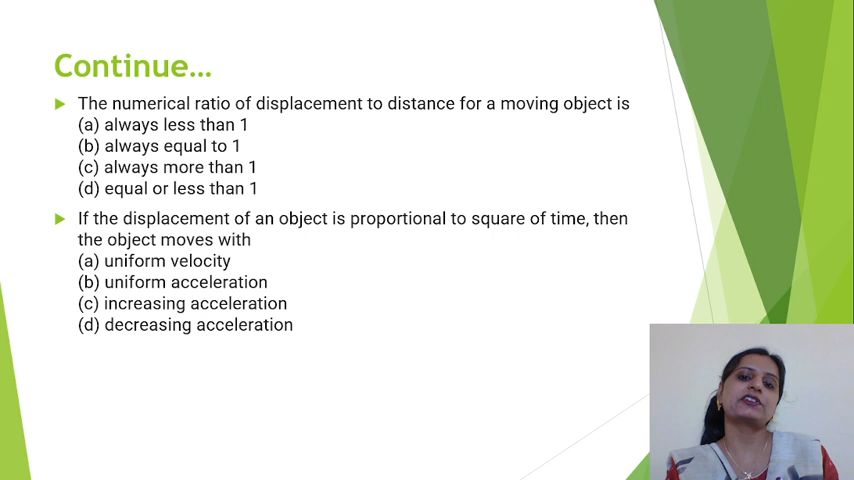 Continue...
The numerical ratio of displacement to distance for a moving object is
(a) always less than 1
(b) always equal to 1
(c) always more than 1
(d) equal or less than 1
If the displacement of an object is proportional to square of time, then
the object moves with
(a) uniform velocity
(b) uniform acceleration
(c) increasing acceleration
(d) decreasing acceleration